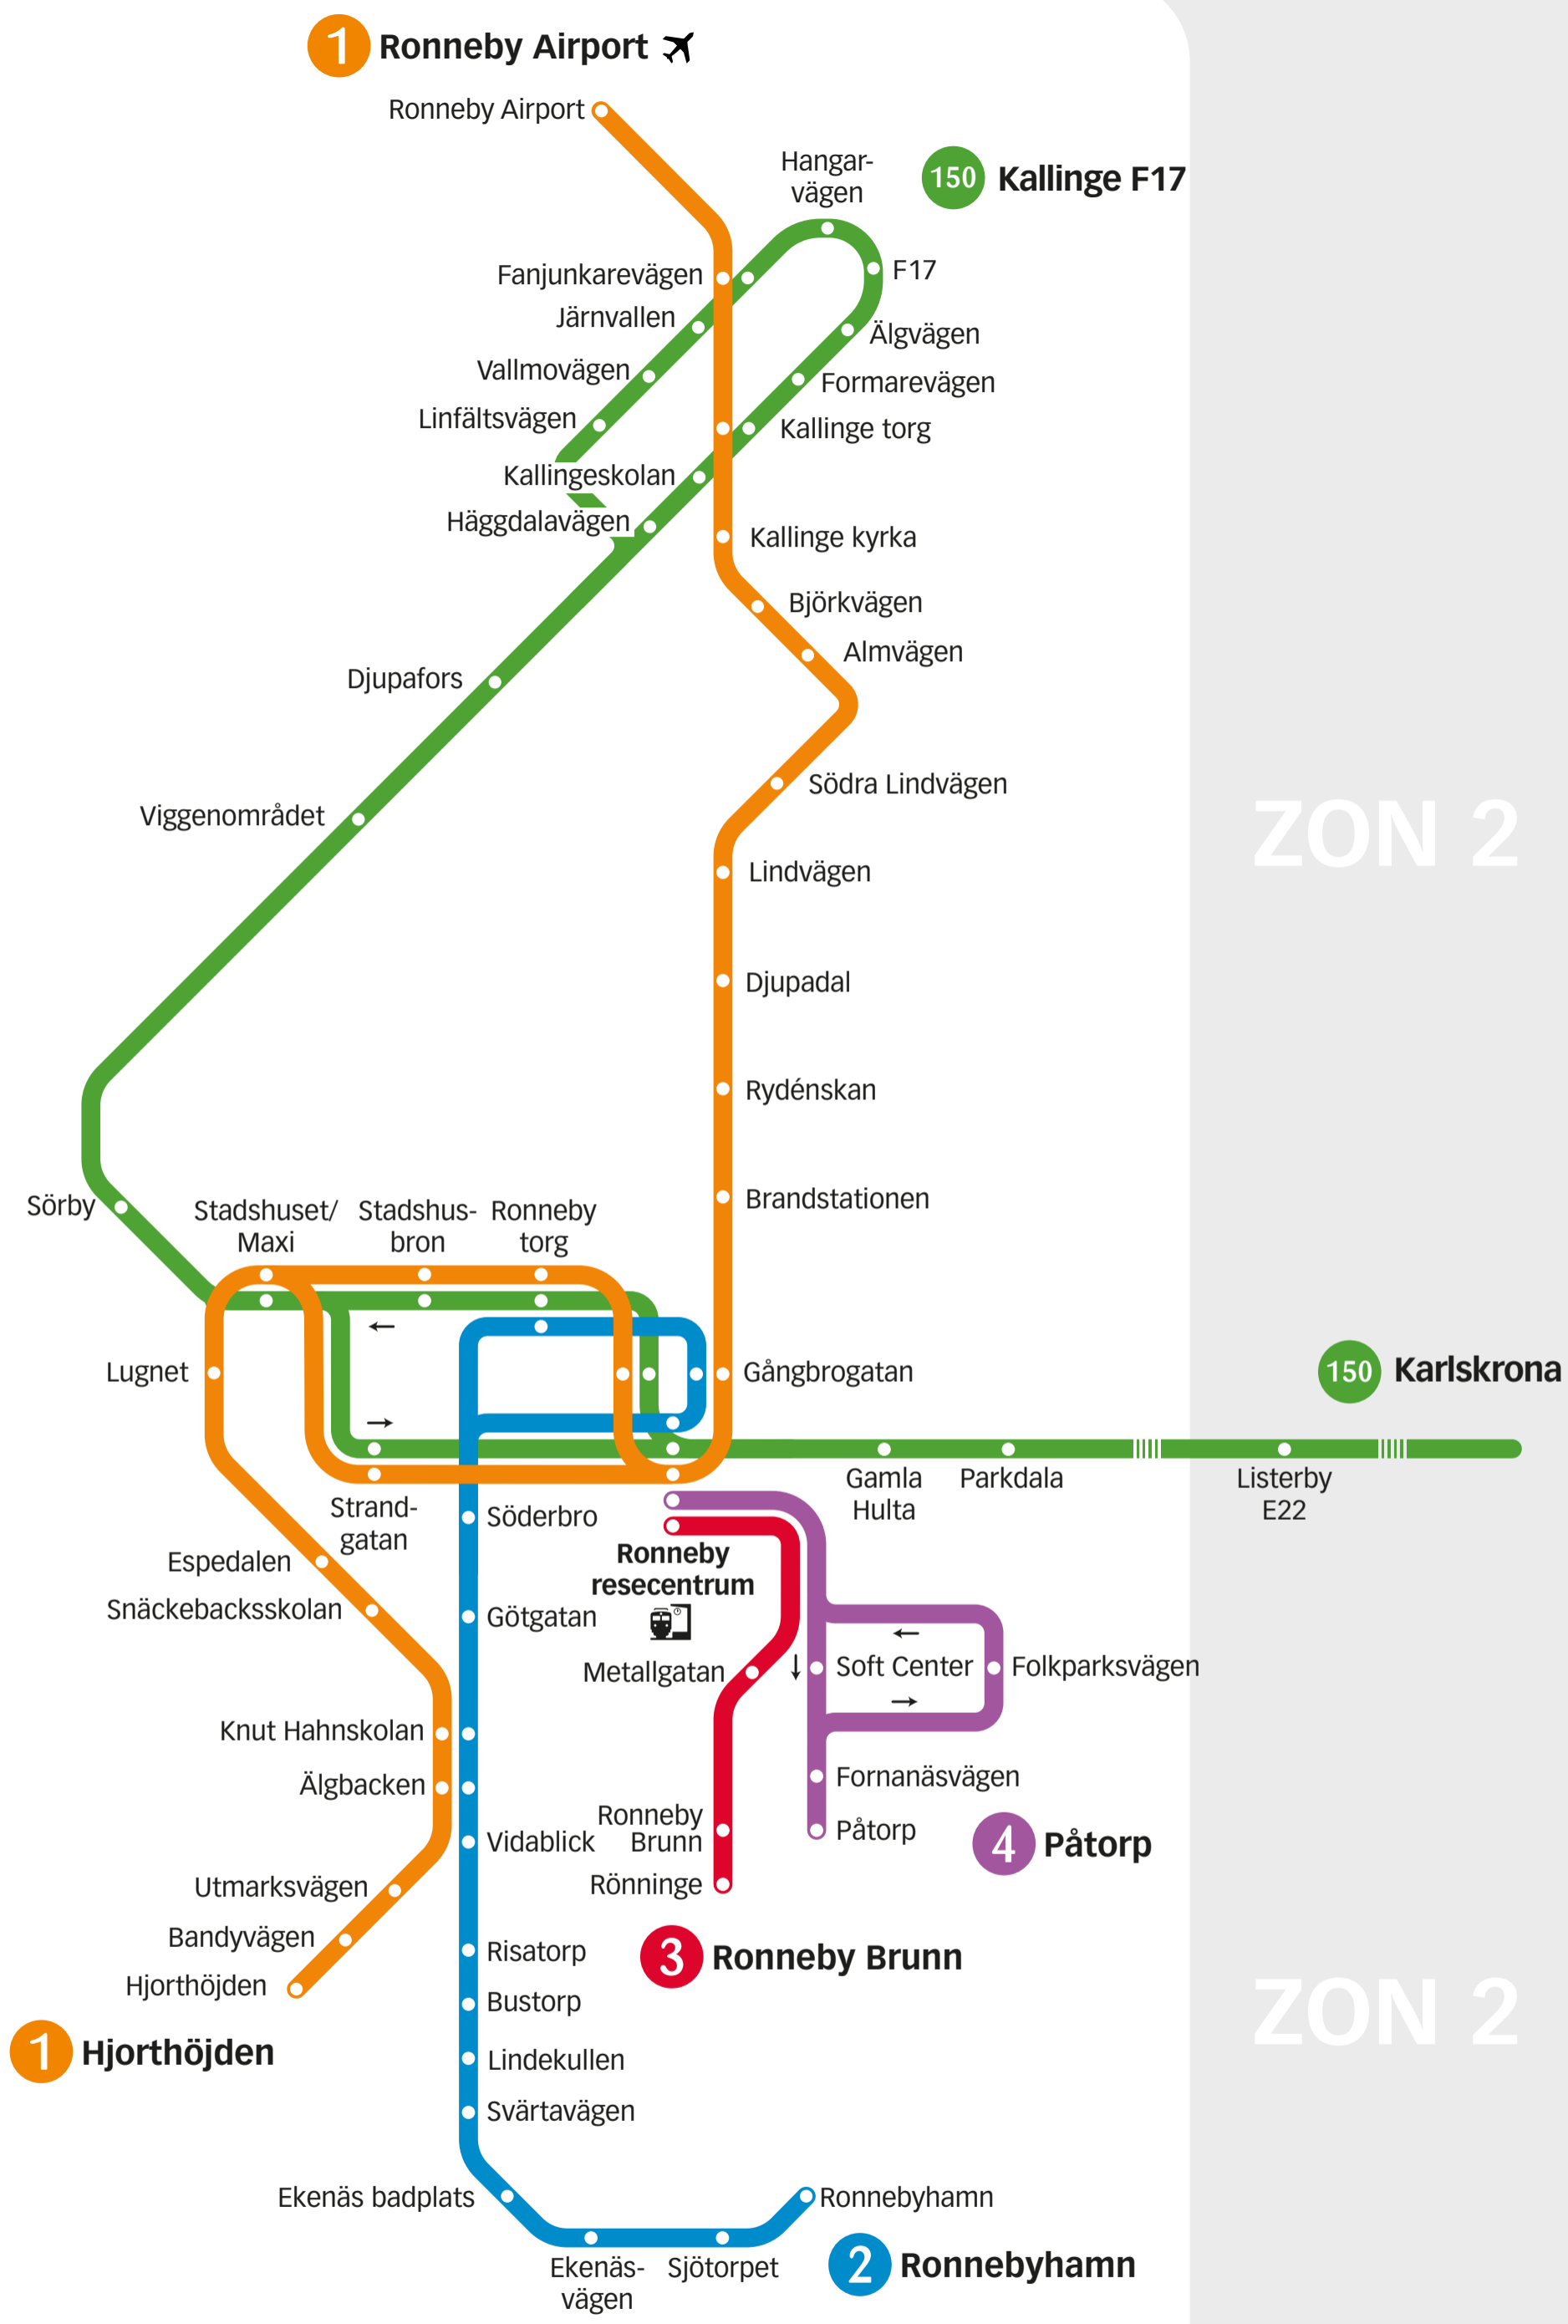 1 Ronneby Airport
Ronneby Airport
Hangar-
vägen
150 Kallinge F17
Fanjunkarevägen
F17
Järnvallen
Älgvägen
Vallmovägen
Formarevägen
Linfältsvägen
Kallinge torg
Kallingeskolan
Häggdalavägen
Kallinge kyrka
Björkvägen
Almvägen
Djupafors
Södra Lindvägen
Viggenområdet
ZON 2
Lindvägen
Djupadal
Rydénskan
Brandstationen
Sörby
Stadshuset/
Maxi
Stadshus-
bron
Ronneby
torg
Lugnet
Gångbrogatan
150 Karlskrona
Gamla
Hulta
Parkdala
Listerby
E22
Strand-
gatan
Söderbro
Ronneby
resecentrum
Espedalen
Snäckebacksskolan
Götgatan
Metallgatan
Soft Center
Folkparksvägen
Knut Hahnskolan
Älgbacken
Fornanäsvägen
Vidablick
Ronneby
Brunn
Påtorp
4 Påtorp
Rönninge
Utmarksvägen
Bandyvägen
Risatorp
3 Ronneby Brunn
Hjorthöjden
Bustorp
ZON 2
1 Hjorthöjden
Lindekullen
Svärtavägen
Ekenäs badplats
Ronnebyhamn
Ekenäs-
vägen
Sjötorpet
2 Ronnebyhamn